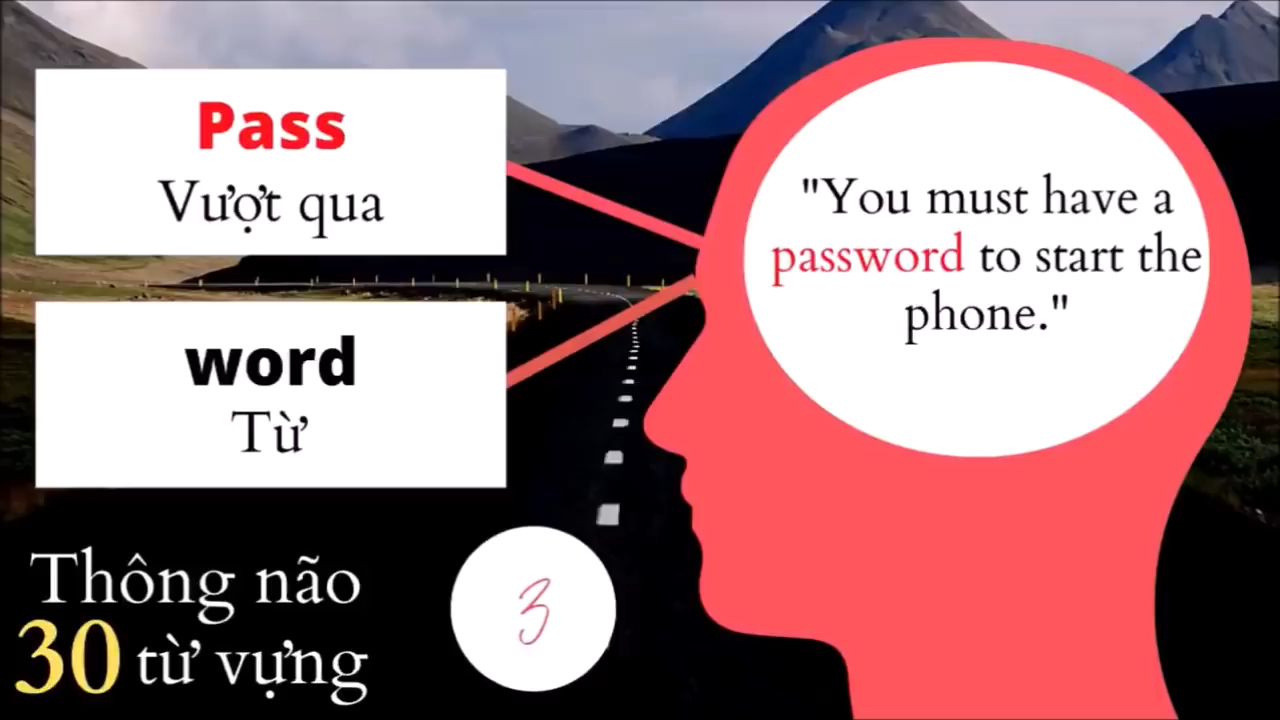 Pass
Vượt qua
word
Từ
"You must have a
password to start the
phone."
Thông não
30 từ vựng
3